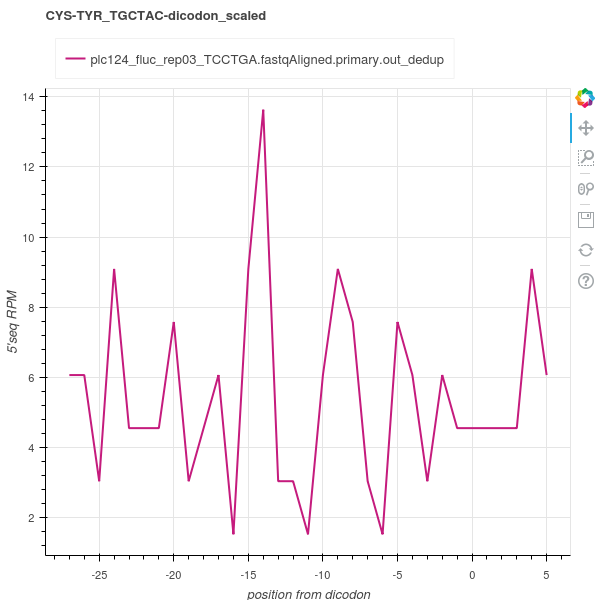 CYS-TYR_TGCTAC-dicodon_scaled
plc124_fluc_rep03_TCCTGA.fastqAligned.primary.out_dedup
14
12
10
8
6
4
2
5'seq RPM
-25 -20 -15 -10 -5 0 5
position from dicodon